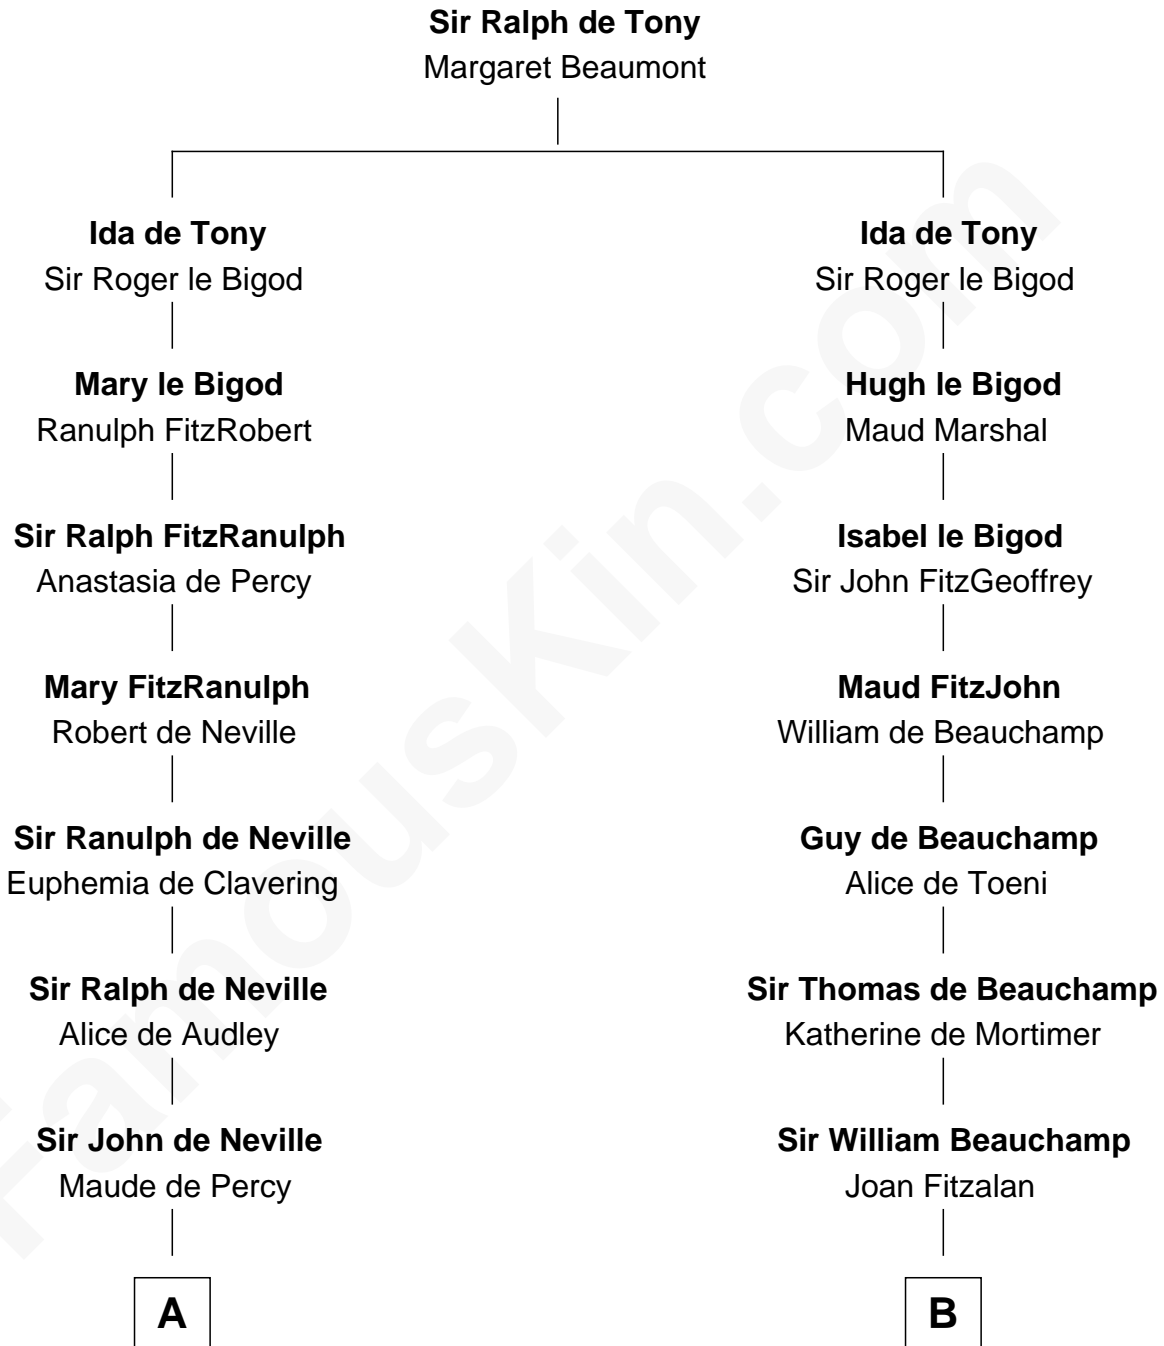 Sir Ralph de Tony
Margaret Beaumont
Ida de Tony
Sir Roger le Bigod
Mary le Bigod
Ranulph FitzRobert
Sir Ralph FitzRanulph
Anastasia de Percy
Mary FitzRanulph
Robert de Neville
Sir Ranulph de Neville
Euphemia de Clavering
Sir Ralph de Neville
Alice de Audley
Sir John de Neville
Maude de Percy
A
Ida de Tony
Sir Roger le Bigod
Hugh le Bigod
Maud Marshal
Isabel le Bigod
Sir John FitzGeoffrey
Maud FitzJohn
William de Beauchamp
Guy de Beauchamp
Alice de Toeni
Sir Thomas de Beauchamp
Katherine de Mortimer
Sir William Beauchamp
Joan Fitzalan
B
FamousKin.com